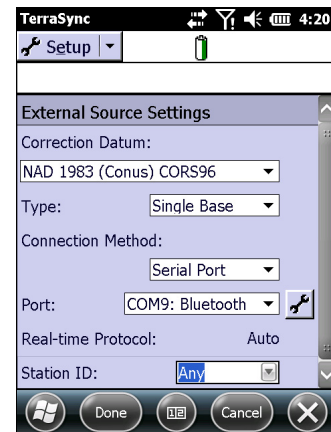 TerraSync 4:20
Setup
External Source Settings
Correction Datum:
NAD 1983 (Conus) CORS96
Type: Single Base
Connection Method:
Serial Port
Port: COM9: Bluetooth
Real-time Protocol: Auto
Station ID: Any
Done Cancel